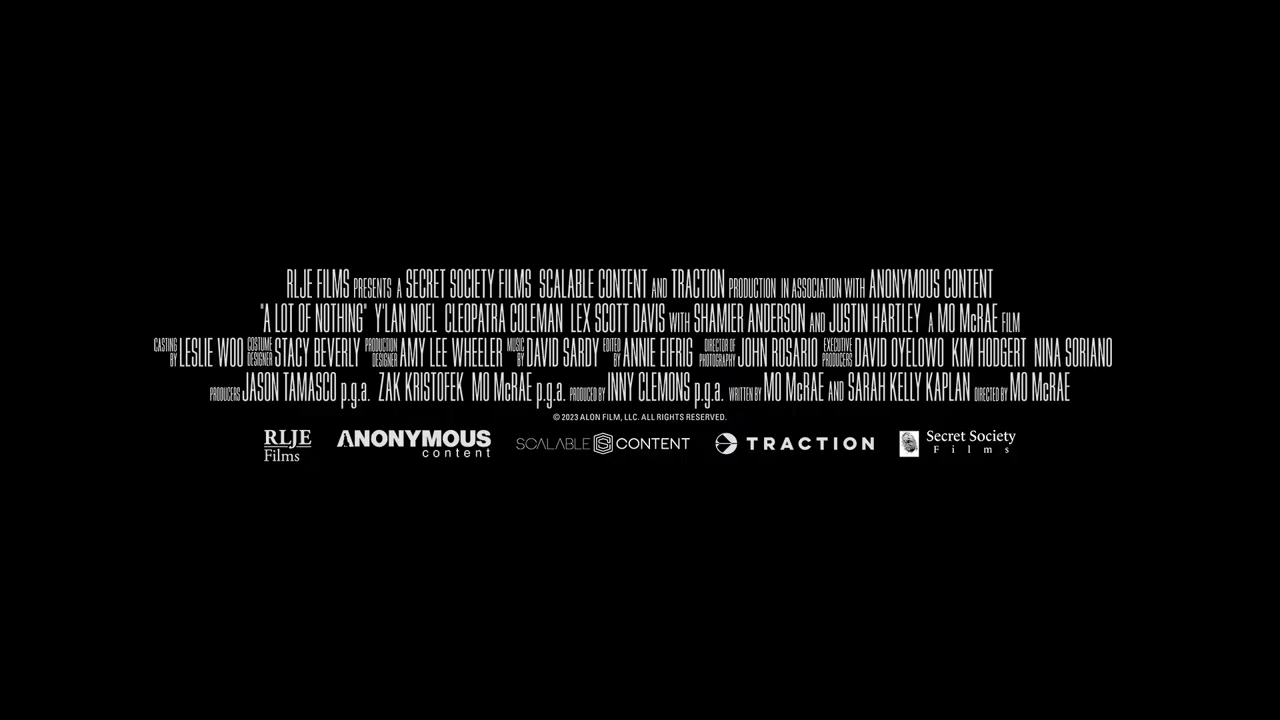 RLJE FILMS PRESENTS A SECRET SOCIETY FILMS SCALABLE CONTENT AND TRACTION PRODUCTION IN ASSOCIATION WITH ANONYMOUS CONTENT
"A LOT OF NOTHING" Y'LAN NOEL CLEOPATRA COLEMAN LEX SCOTT DAVIS WITH SHAMIER ANDERSON AND JUSTIN HARTLEY A MO McRAE FILM
CASTING BY LESLIE WOO COSTUME DESIGNER STACY BEVERLY PRODUCTION DESIGNER AMY LEE WHEELER MUSIC BY DAVID SARDY EDITED BY ANNIE EIFRIG DIRECTOR OF PHOTOGRAPHY JOHN ROSARIO EXECUTIVE PRODUCERS DAVID OYELOWO KIM HODGERT NINA SORIANO
PRODUCERS JASON TAMASCO p.g.a. ZAK KRISTOFEK MO McRAE p.g.a. PRODUCED BY INNY CLEMONS p.g.a. WRITTEN BY MO McRAE AND SARAH KELLY KAPLAN DIRECTED BY MO McRAE
© 2023 ALON FILM, LLC. ALL RIGHTS RESERVED.
RLJE Films ANONYMOUS content SCALABLE CONTENT TRACTION Secret Society Films